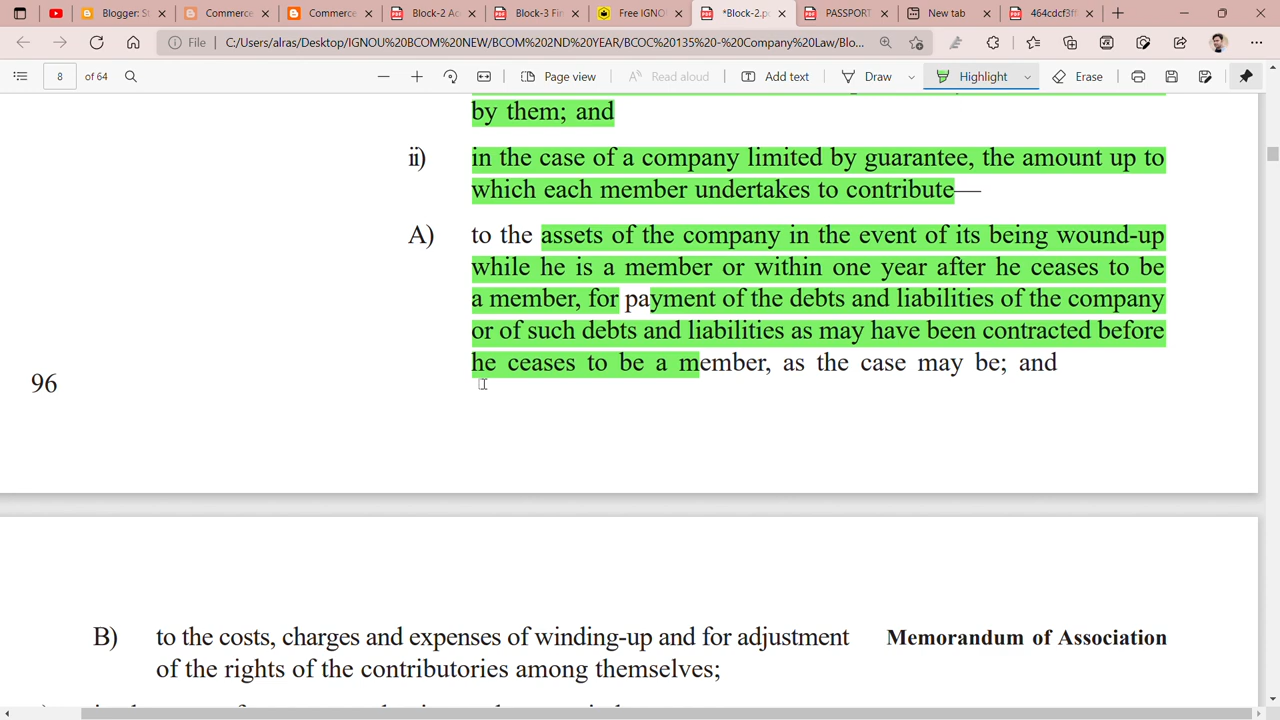 Blogger: St
Commerce
Commerce
Block-2 Ac
Block-3 Fin
Free IGNO
*Block-2.pd
PASSPORT
New tab
464cdcf3ff
File
C:/Users/alras/Desktop/IGNOU%20BCOM%20NEW/BCOM%202ND%20YEAR/BCOC%20135%20-%20Company%20Law/Blo...
8
of 64
Page view
Read aloud
Add text
Draw
Highlight
Erase
by them; and
ii) in the case of a company limited by guarantee, the amount up to
which each member undertakes to contribute—
A) to the assets of the company in the event of its being wound-up
while he is a member or within one year after he ceases to be
a member, for payment of the debts and liabilities of the company
or of such debts and liabilities as may have been contracted before
he ceases to be a member, as the case may be; and
96
B) to the costs, charges and expenses of winding-up and for adjustment
of the rights of the contributories among themselves;
Memorandum of Association